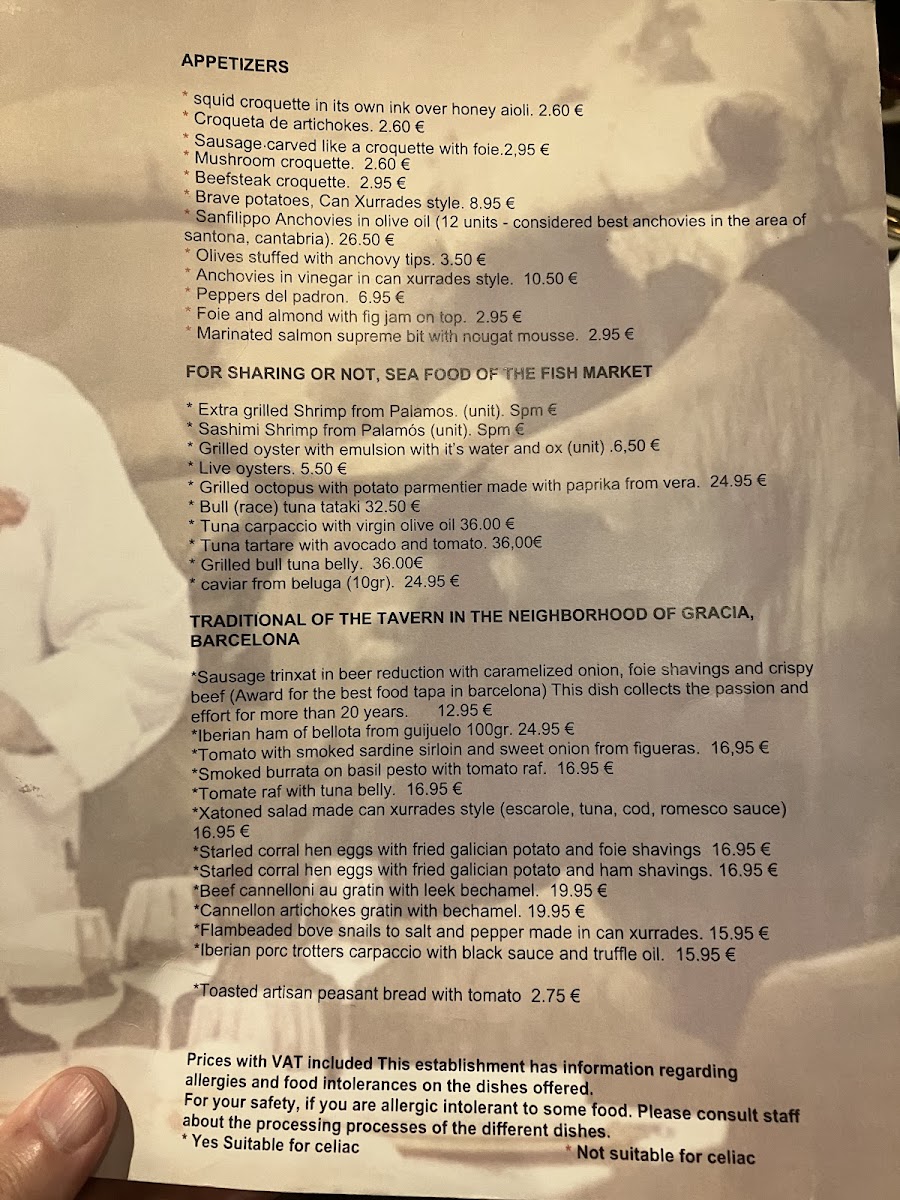 APPETIZERS
* squid croquette in its own ink over honey aioli. 2.60 €
* Croqueta de artichokes. 2.60 €
* Sausage carved like a croquette with foie.2,95 €
* Mushroom croquette. 2.60 €
* Beefsteak croquette. 2.95 €
* Brave potatoes, Can Xurrades style. 8.95 €
* Sanfilippo Anchovies in olive oil (12 units - considered best anchovies in the area of
santona, cantabria). 26.50 €
* Olives stuffed with anchovy tips. 3.50 €
* Anchovies in vinegar in can xurrades style. 10.50 €
* Peppers del padron. 6.95 €
* Foie and almond with fig jam on top. 2.95 €
* Marinated salmon supreme bit with nougat mousse. 2.95 €
FOR SHARING OR NOT, SEA FOOD OF THE FISH MARKET
* Extra grilled Shrimp from Palamos. (unit). Spm €
* Sashimi Shrimp from Palamós (unit). Spm €
* Grilled oyster with emulsion with it's water and ox (unit) .6,50 €
* Live oysters. 5.50 €
* Grilled octopus with potato parmentier made with paprika from vera. 24.95 €
* Bull (race) tuna tataki 32.50 €
* Tuna carpaccio with virgin olive oil 36.00 €
* Tuna tartare with avocado and tomato. 36,00€
* Grilled bull tuna belly. 36.00€
* caviar from beluga (10gr). 24.95 €
TRADITIONAL OF THE TAVERN IN THE NEIGHBORHOOD OF GRACIA,
BARCELONA
*Sausage trinxat in beer reduction with caramelized onion, foie shavings and crispy
beef (Award for the best food tapa in barcelona) This dish collects the passion and
effort for more than 20 years. 12.95 €
*Iberian ham of bellota from guijuelo 100gr. 24.95 €
*Tomato with smoked sardine sirloin and sweet onion from figueras. 16,95 €
*Smoked burrata on basil pesto with tomato raf. 16.95 €
*Tomate raf with tuna belly. 16.95 €
*Xatoned salad made can xurrades style (escarole, tuna, cod, romesco sauce)
16.95 €
*Starled corral hen eggs with fried galician potato and foie shavings 16.95 €
*Starled corral hen eggs with fried galician potato and ham shavings. 16.95 €
*Beef cannelloni au gratin with leek bechamel. 19.95 €
*Cannellon artichokes gratin with bechamel. 19.95 €
*Flambeaded bove snails to salt and pepper made in can xurrades. 15.95 €
*Iberian porc trotters carpaccio with black sauce and truffle oil. 15.95 €
*Toasted artisan peasant bread with tomato 2.75 €
Prices with VAT included This establishment has information regarding
allergies and food intolerances on the dishes offered.
For your safety, if you are allergic intolerant to some food. Please consult staff
about the processing processes of the different dishes.
* Yes Suitable for celiac * Not suitable for celiac